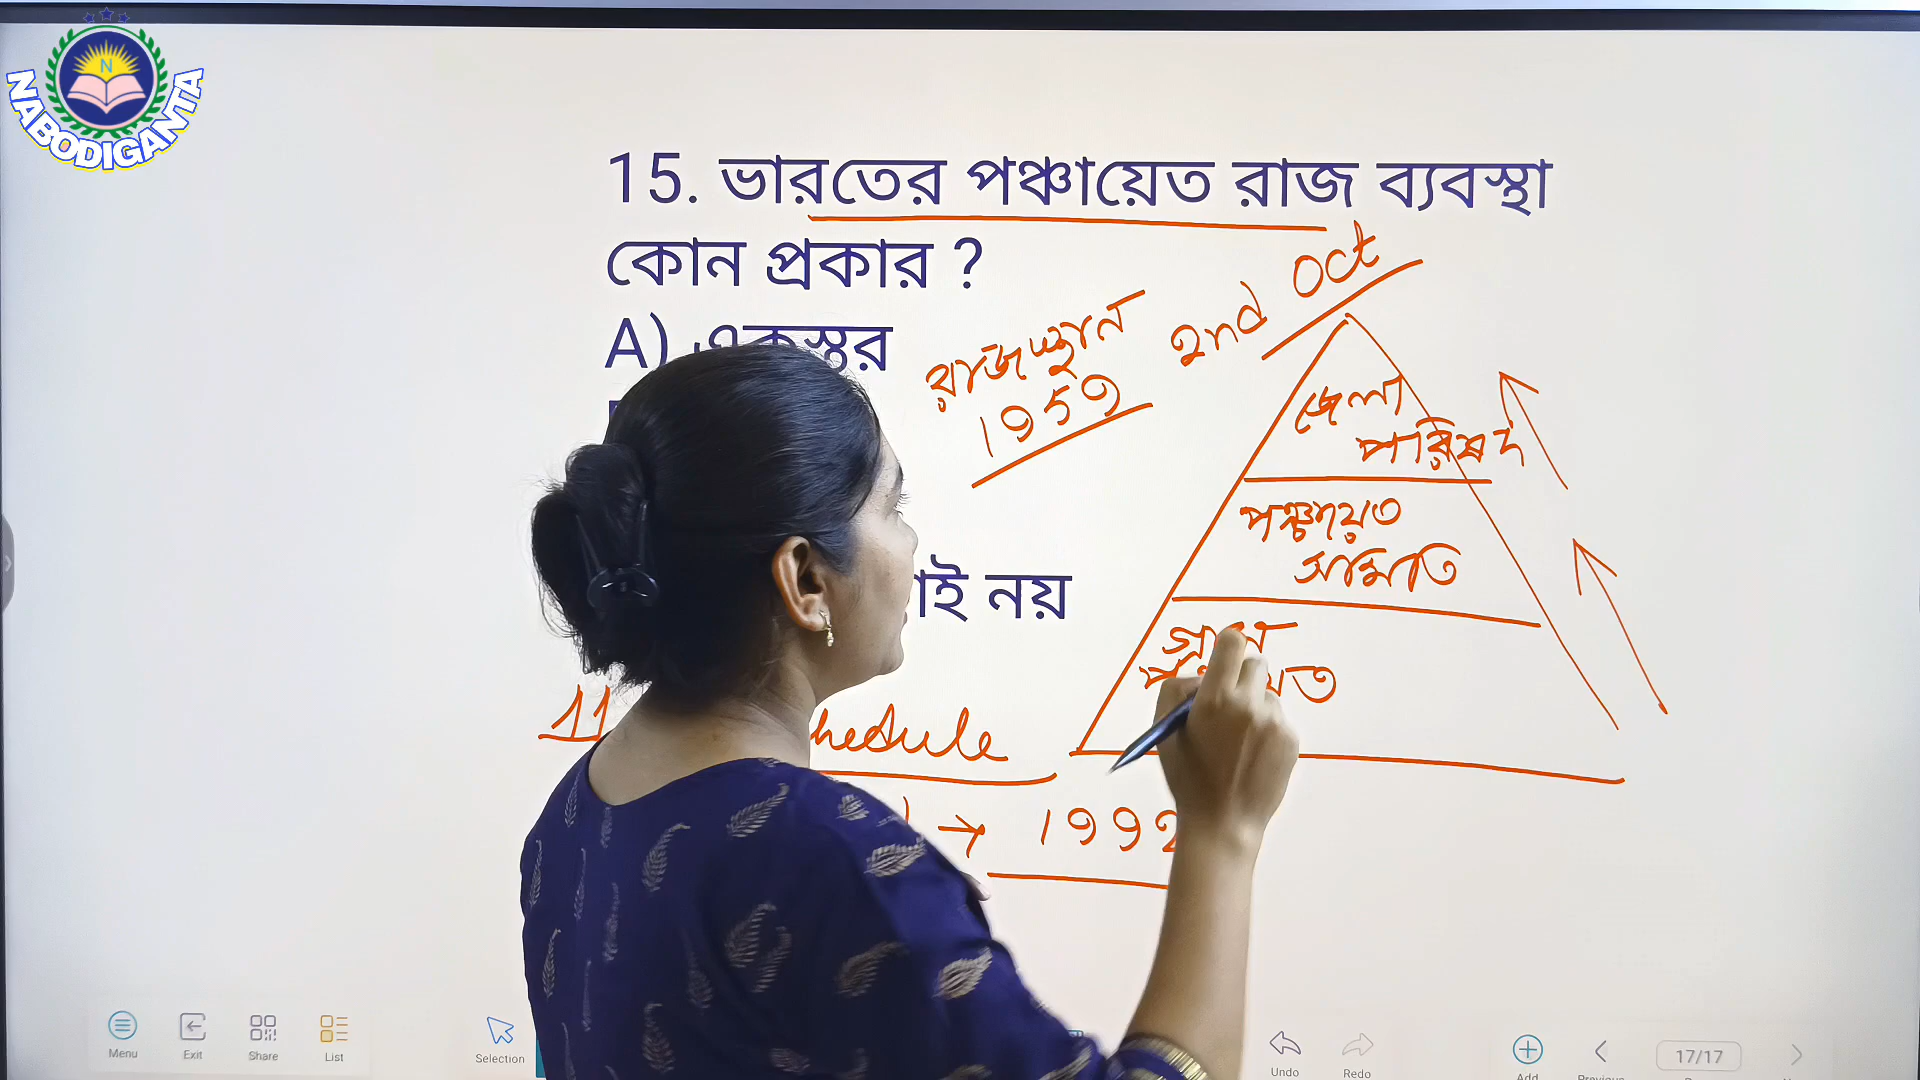 NABODIGANTA
N
15. ভারতের পঞ্চায়েত রাজ ব্যবস্থা
কোন প্রকার ?
A) একস্তর
নয়
রাজস্থান
1959
2nd Oct
জেলা
পরিষদ
পঞ্চায়েত
সমিতি
গ্রাম
11
→ 1992
Menu
Exit
Share
List
Selection
Undo
Redo
Add
17/17